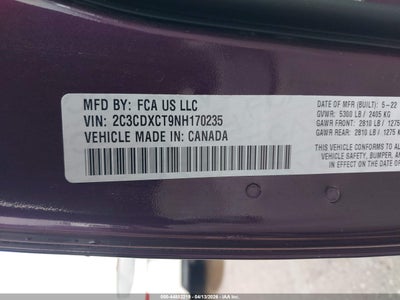 MFD BY: FCA US LLC
VIN: 2C3CDXCT9NH170235
VEHICLE MADE IN: CANADA
DATE OF MFR (BUILT): 5-22
GVWR: 5300 LB / 2405 KG
GAWR FRONT: 2810 LB / 1275
GAWR REAR: 2810 LB / 1275 K
THIS VEHICLE CONFORMS TO ALL
VEHICLE SAFETY, BUMPER, AND
IN EFFECT ON THE DATE OF